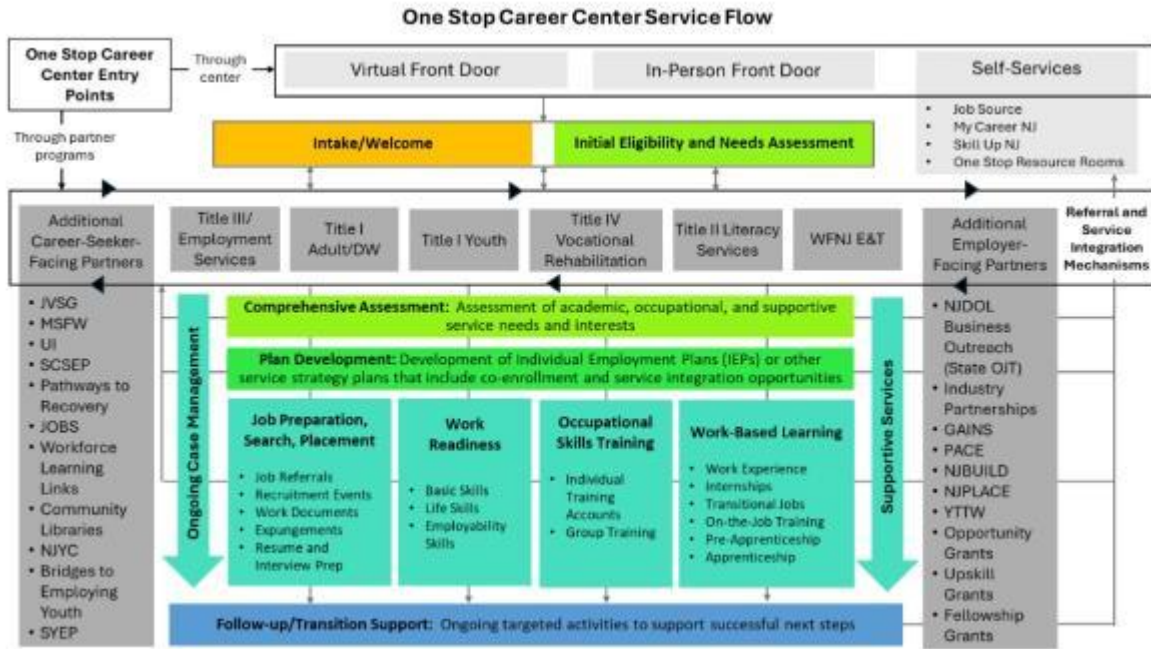 One Stop Career Center Service Flow
One Stop Career
Center Entry
Points
Through
center
Virtual Front Door
In-Person Front Door
Self-Services
• Job Source
• My Career NJ
• Skill Up NJ
• One Stop Resource Rooms
Through partner
programs
Intake/Welcome
Initial Eligibility and Needs Assessment
Additional
Career-Seeker-
Facing Partners
Title III/
Employment
Services
Title I
Adult/DW
Title I Youth
Title IV
Vocational
Rehabilitation
Title II Literacy
Services
WFNJ E&T
Additional
Employer-
Facing Partners
Referral and
Service
Integration
Mechanisms
• JVSG
• MSFW
• UI
• SCSEP
• Pathways to
Recovery
• JOBS
• Workforce
Learning
Links
• Community
Libraries
• NJYC
• Bridges to
Employing
Youth
• SYEP
Ongoing Case Management
Comprehensive Assessment: Assessment of academic, occupational, and supportive
service needs and interests
Plan Development: Development of Individual Employment Plans (IEPs) or other
service strategy plans that include co-enrollment and service integration opportunities
Job Preparation,
Search, Placement
• Job Referrals
• Recruitment Events
• Work Documents
• Expungements
• Resume and
Interview Prep
Work
Readiness
• Basic Skills
• Life Skills
• Employability
Skills
Occupational
Skills Training
• Individual
Training
Accounts
• Group Training
Work-Based Learning
• Work Experience
• Internships
• Transitional Jobs
• On-the-Job Training
• Pre-Apprenticeship
• Apprenticeship
Supportive Services
• NJDOL
Business
Outreach
(State OJT)
• Industry
Partnerships
• GAINS
• PACE
• NJBUILD
• NJPLACE
• YTTW
• Opportunity
Grants
• Upskill
Grants
• Fellowship
Grants
Follow-up/Transition Support: Ongoing targeted activities to support successful next steps